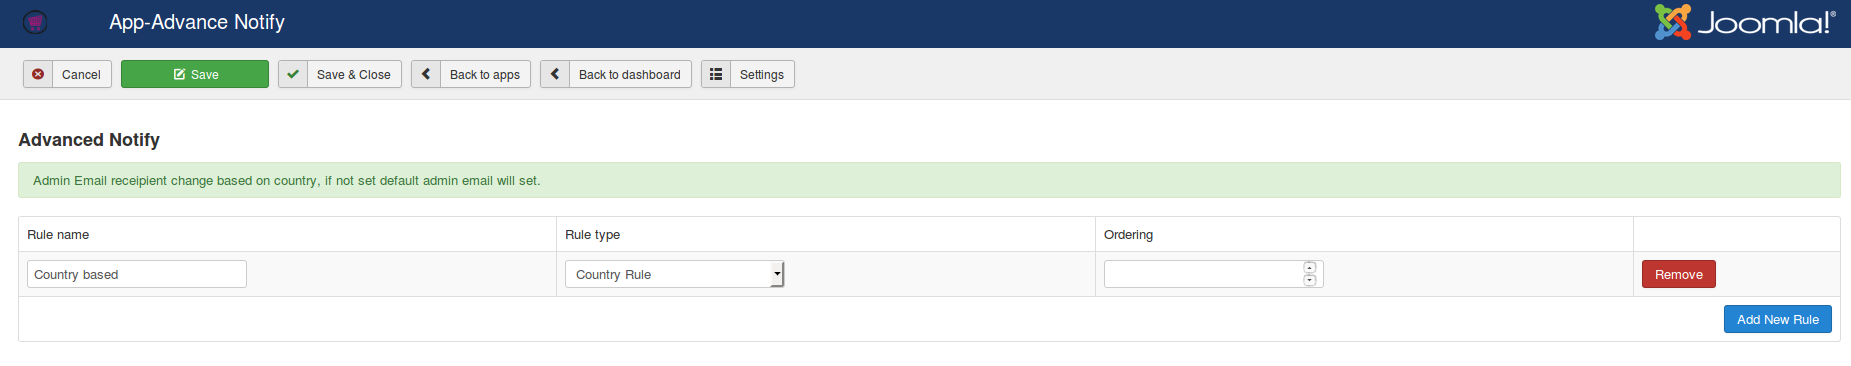 App-Advance Notify
Joomla!®
Cancel Save Save & Close Back to apps Back to dashboard Settings
Advanced Notify
Admin Email receipient change based on country, if not set default admin email will set.
Rule name Rule type Ordering
Country based Country Rule Remove
Add New Rule